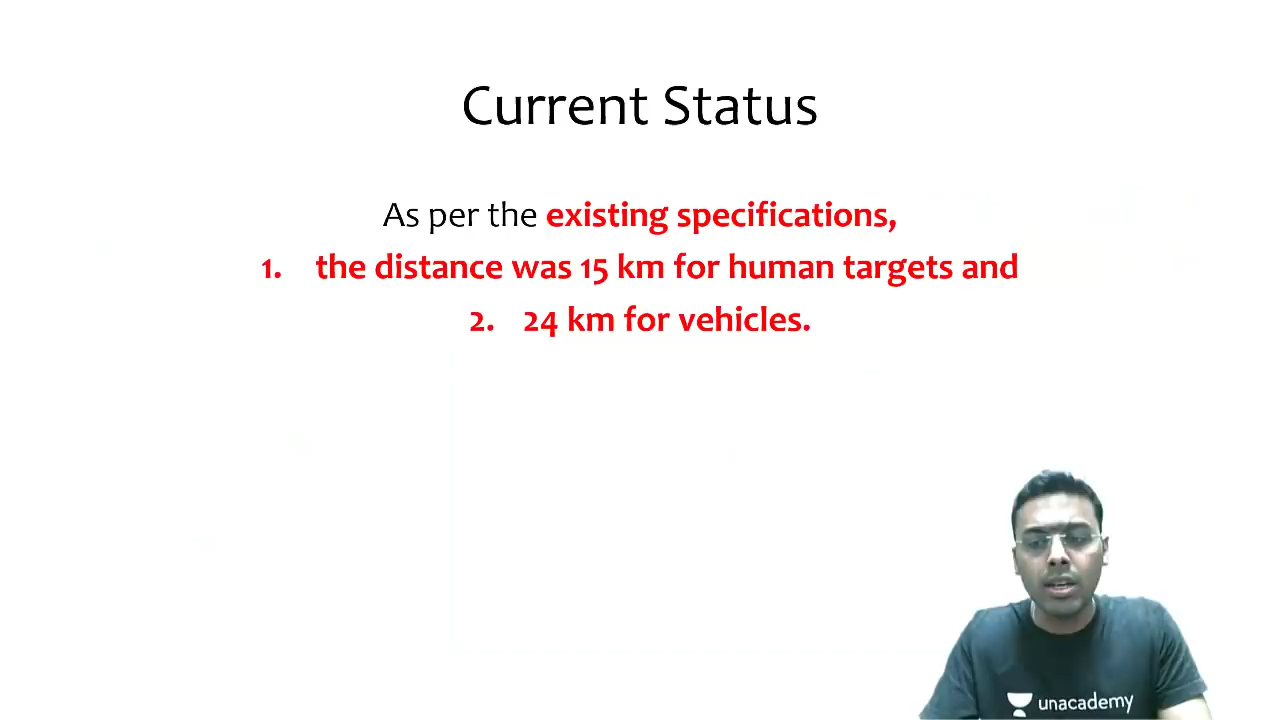 Current Status
As per the existing specifications,
1. the distance was 15 km for human targets and
2. 24 km for vehicles.
unacademy